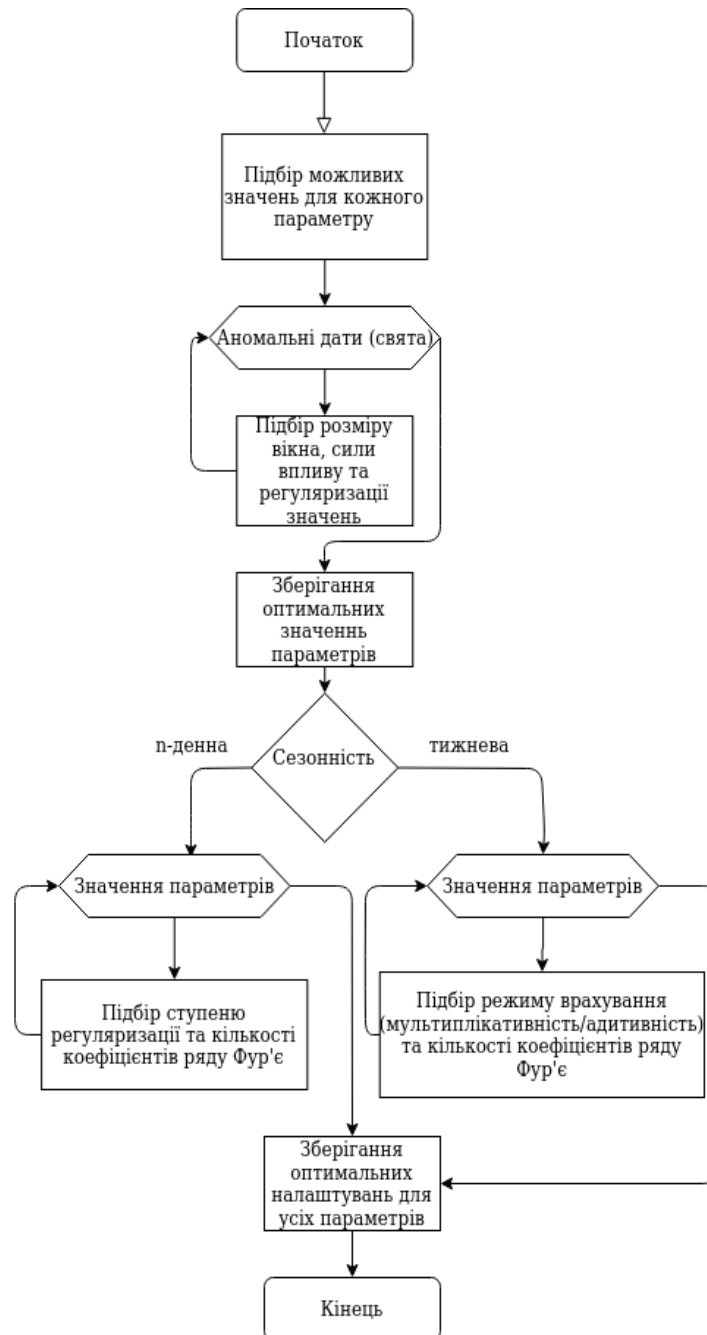 Початок
Підбір можливих
значень для кожного
параметру
Аномальні дати (свята)
Підбір розміру
вікна, сили
впливу та
регуляризації
значень
Зберігання
оптимальних
значеннь
параметрів
Сезонність
n-денна
тижнева
Значення параметрів
Значення параметрів
Підбір ступеню
регуляризації та кількості
коефіцієнтів ряду Фур'є
Підбір режиму врахування
(мультиплікативність/адитивність)
та кількості коефіцієнтів ряду
Фур'є
Зберігання
оптимальних
налаштувань для
усіх параметрів
Кінець